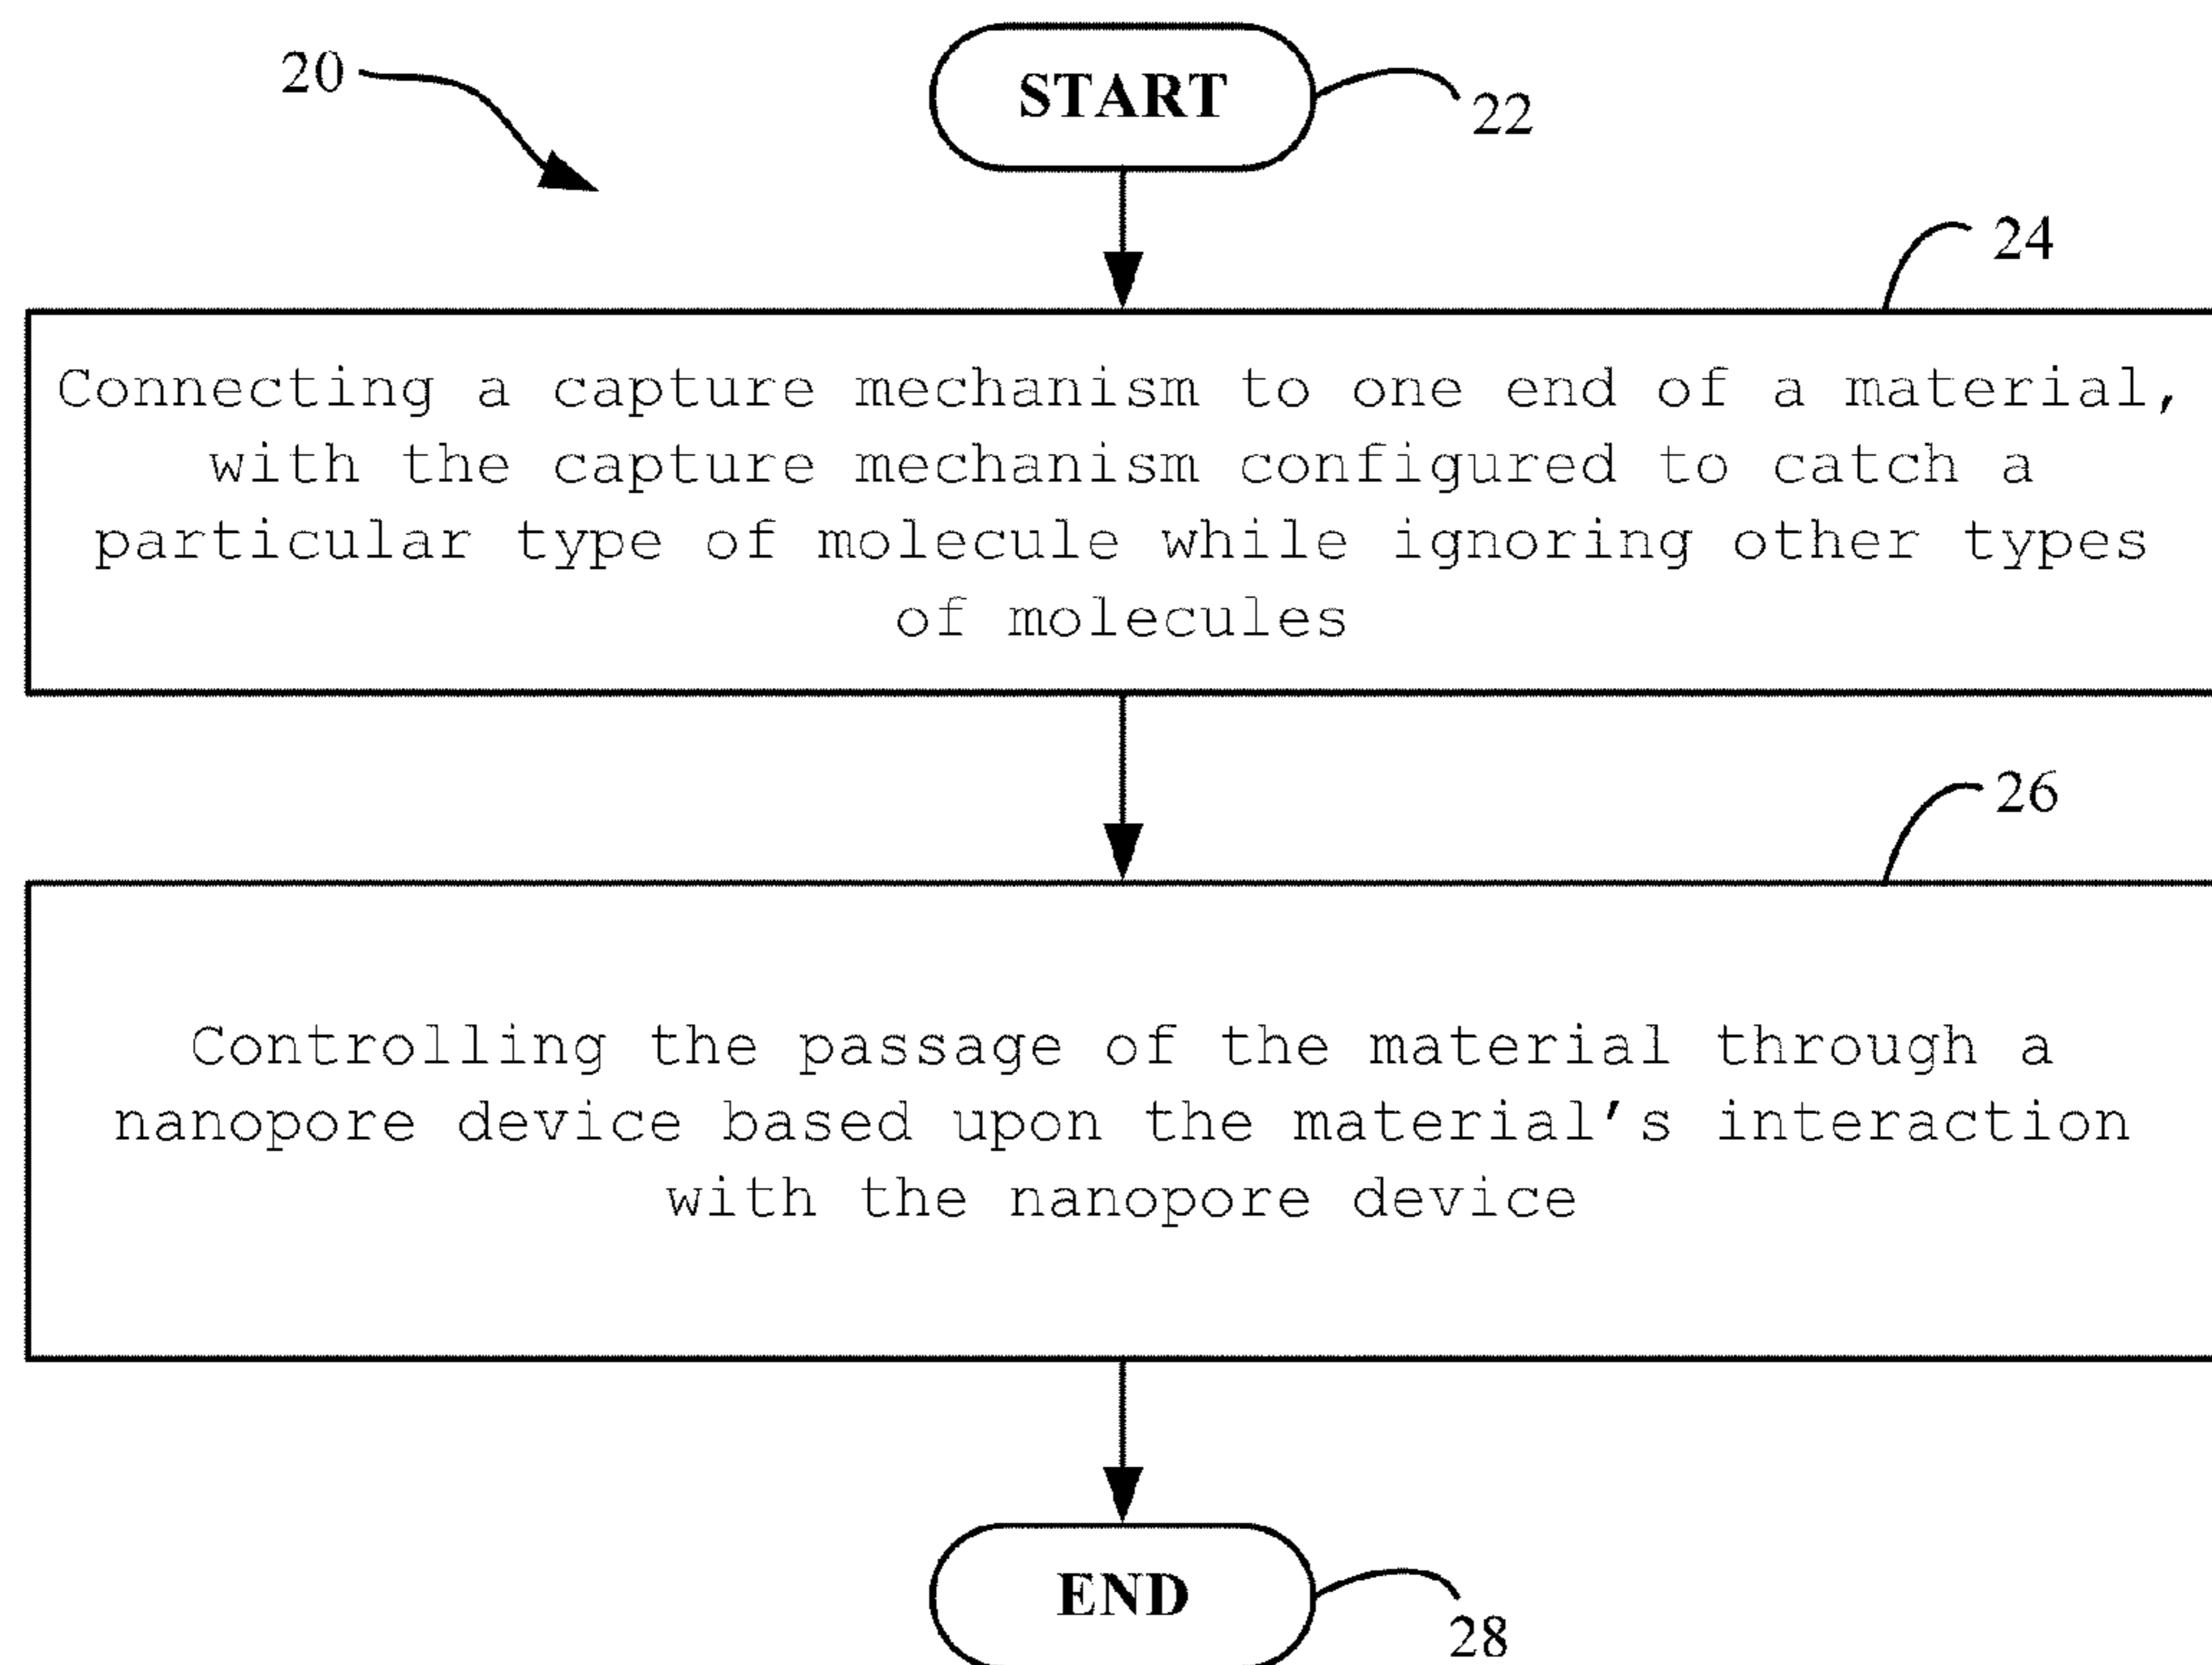 20
START
22
24
Connecting a capture mechanism to one end of a material,
with the capture mechanism configured to catch a
particular type of molecule while ignoring other types
of molecules
26
Controlling the passage of the material through a
nanopore device based upon the material's interaction
with the nanopore device
END
28